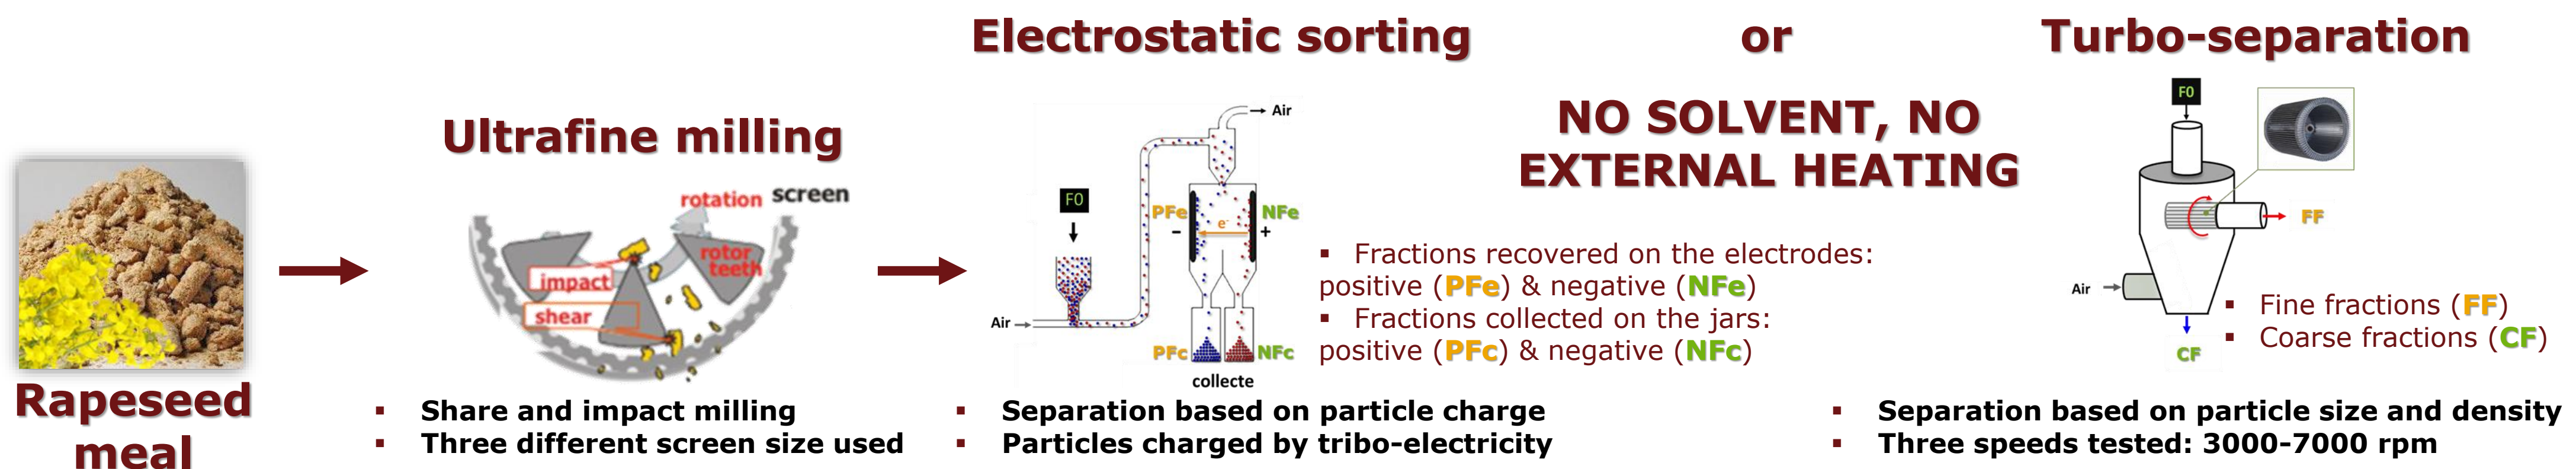 Rapeseed
meal
Ultrafine milling
rotation
screen
rotor
teeth
impact
shear
▪ Share and impact milling
▪ Three different screen size used
Electrostatic sorting
Air
F0
PFe
NFe
e-
-
+
Air
PFc
NFc
collecte
▪ Fractions recovered on the electrodes:
positive (PFe) & negative (NFe)
▪ Fractions collected on the jars:
positive (PFc) & negative (NFc)
▪ Separation based on particle charge
▪ Particles charged by tribo-electricity
or
NO SOLVENT, NO
EXTERNAL HEATING
Turbo-separation
F0
FF
Air
CF
▪ Fine fractions (FF)
▪ Coarse fractions (CF)
▪ Separation based on particle size and density
▪ Three speeds tested: 3000-7000 rpm